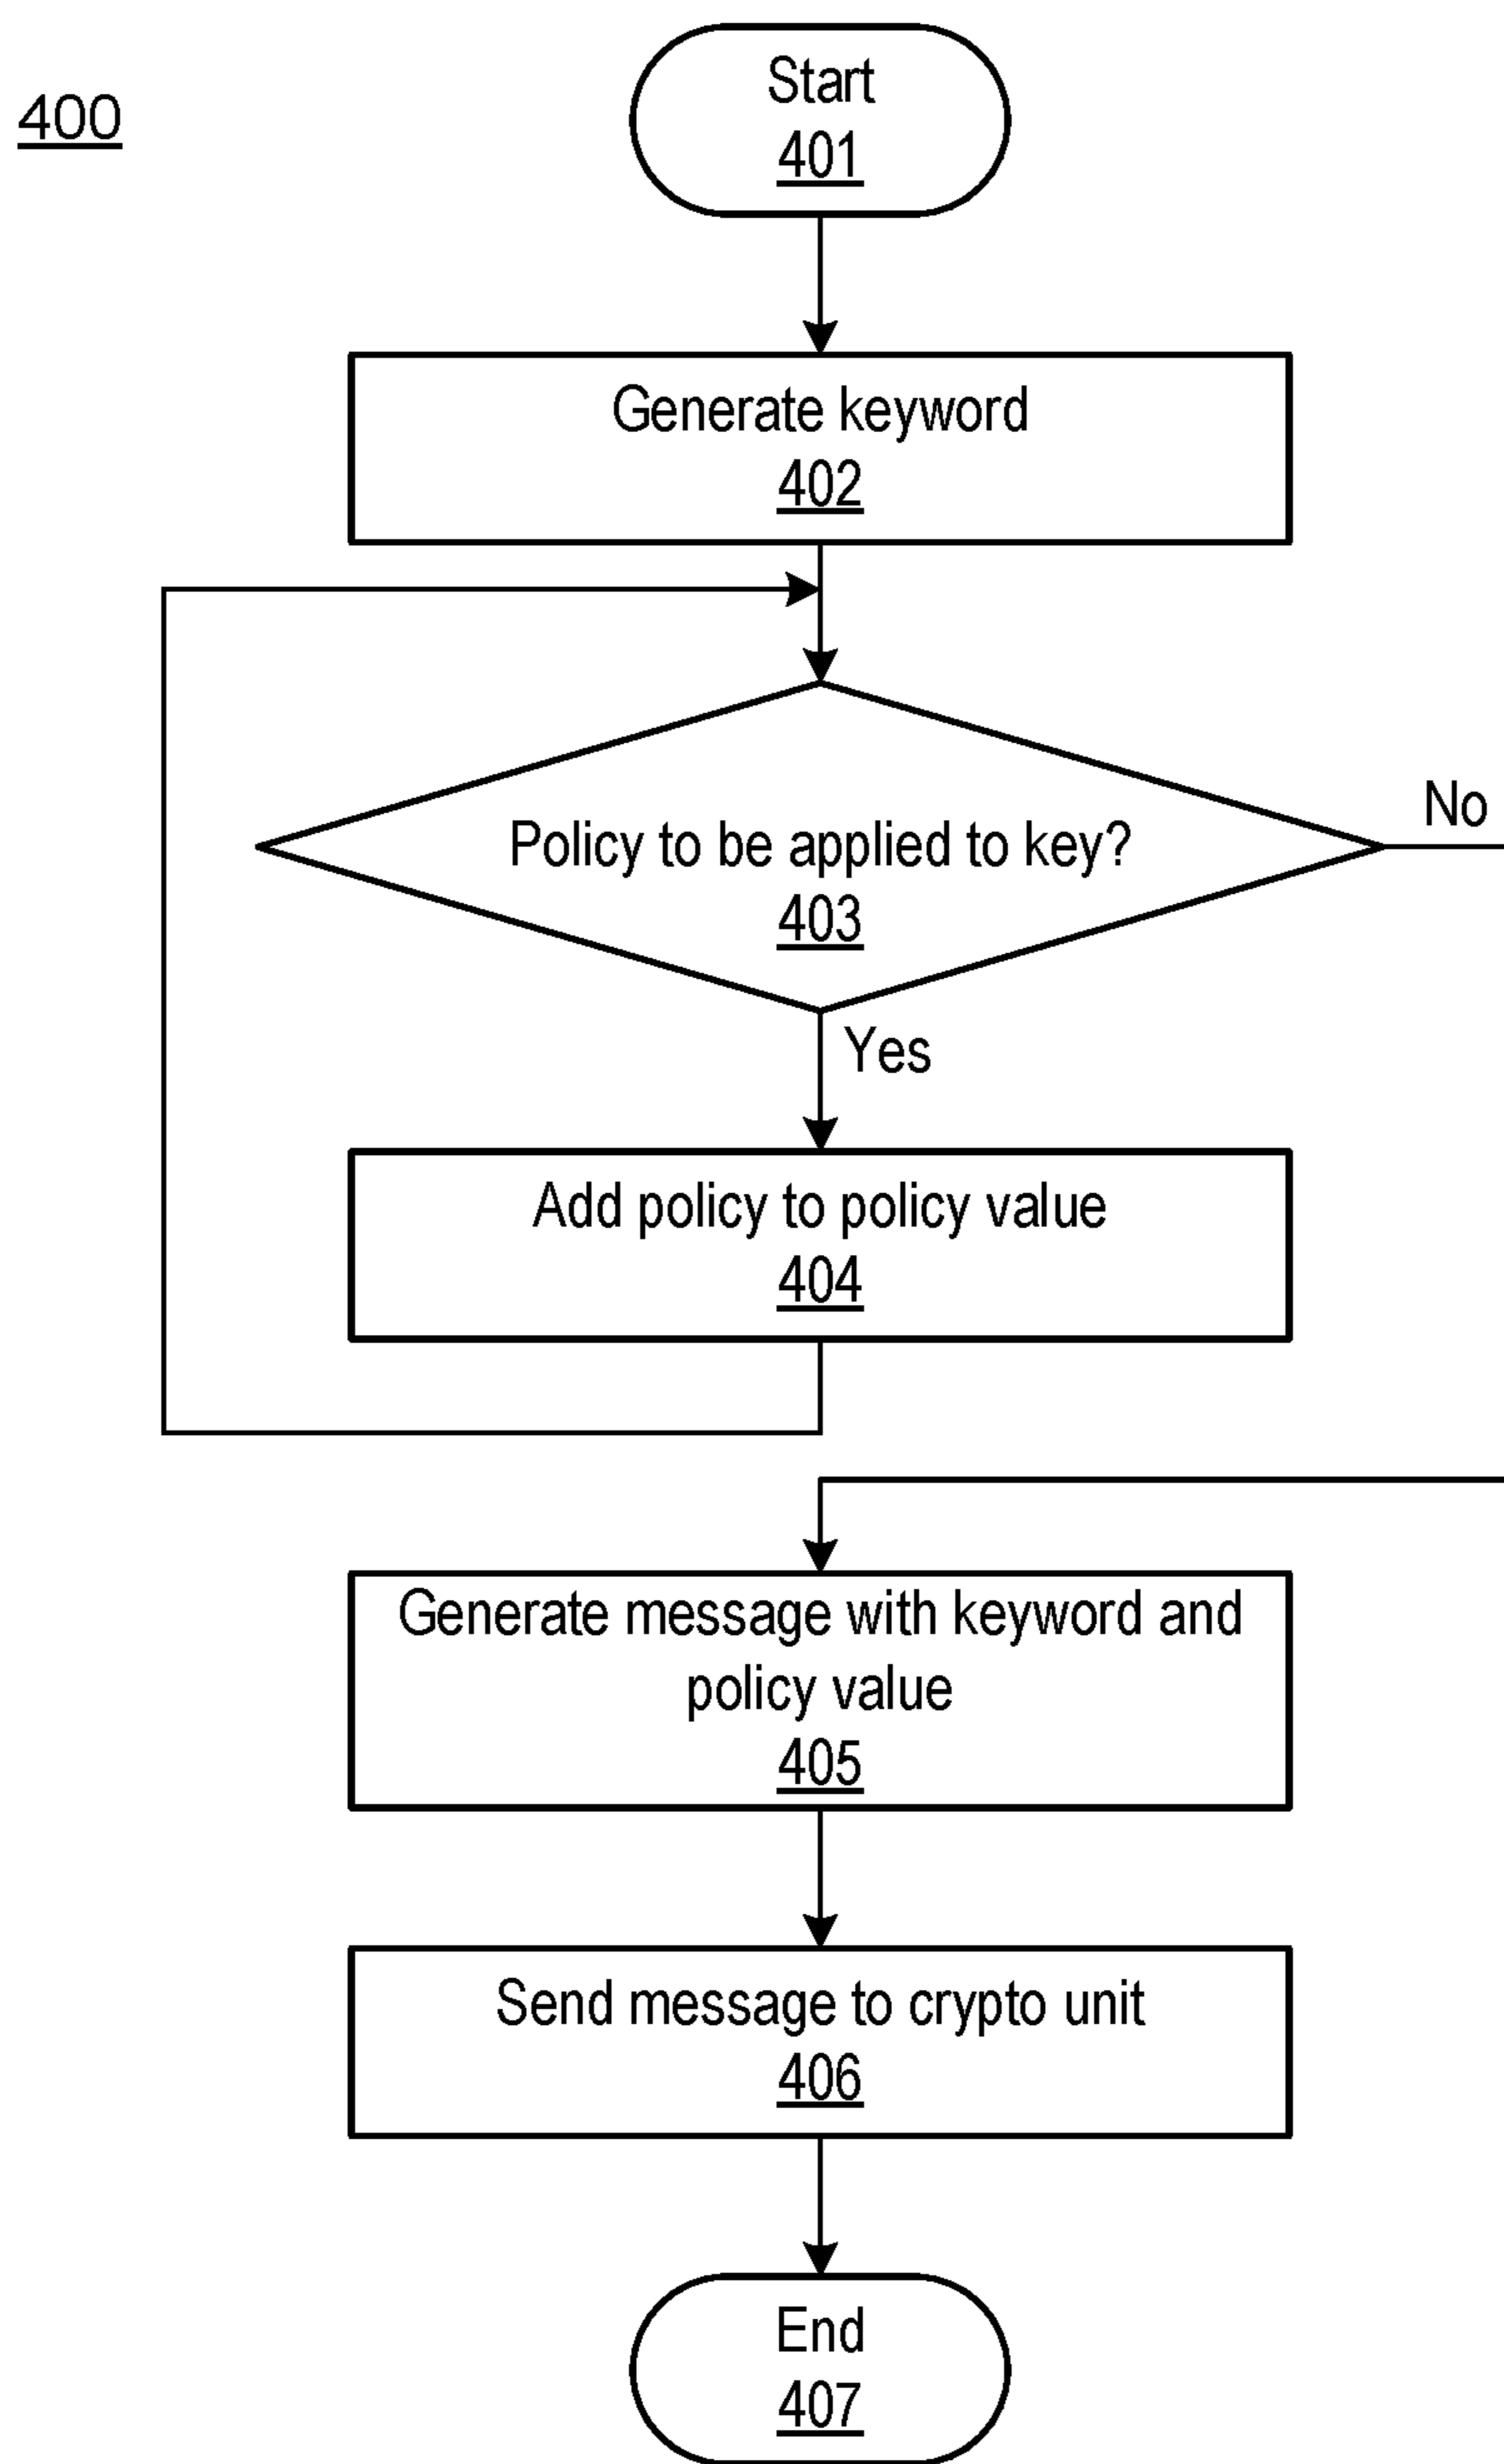 400
Start
401
Generate keyword
402
No
Policy to be applied to key?
403
Yes
Add policy to policy value
404
Generate message with keyword and
policy value
405
Send message to crypto unit
406
End
407